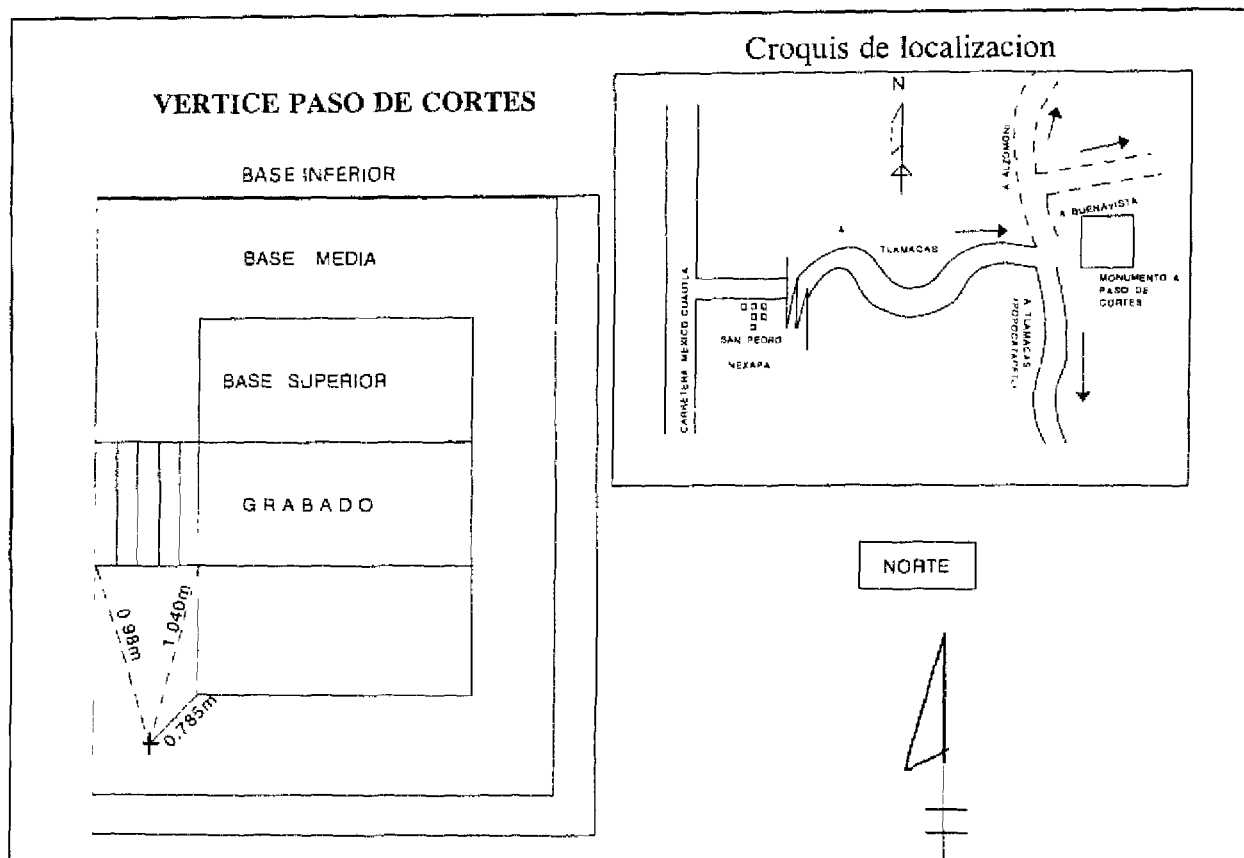 Croquis de localizacion
VERTICE PASO DE CORTES
BASE INFERIOR
BASE MEDIA
BASE SUPERIOR
GRABADO
0.98m
1.040m
0.785m
N
A ALZOMONI
A BUENAVISTA
A
TLAMACAS
MONUMENTO A
PASO DE
CORTES
CARRETERA MEXICO CUAUTLA
SAN PEDRO
NEXAPA
A TLAMACAS
NORTE